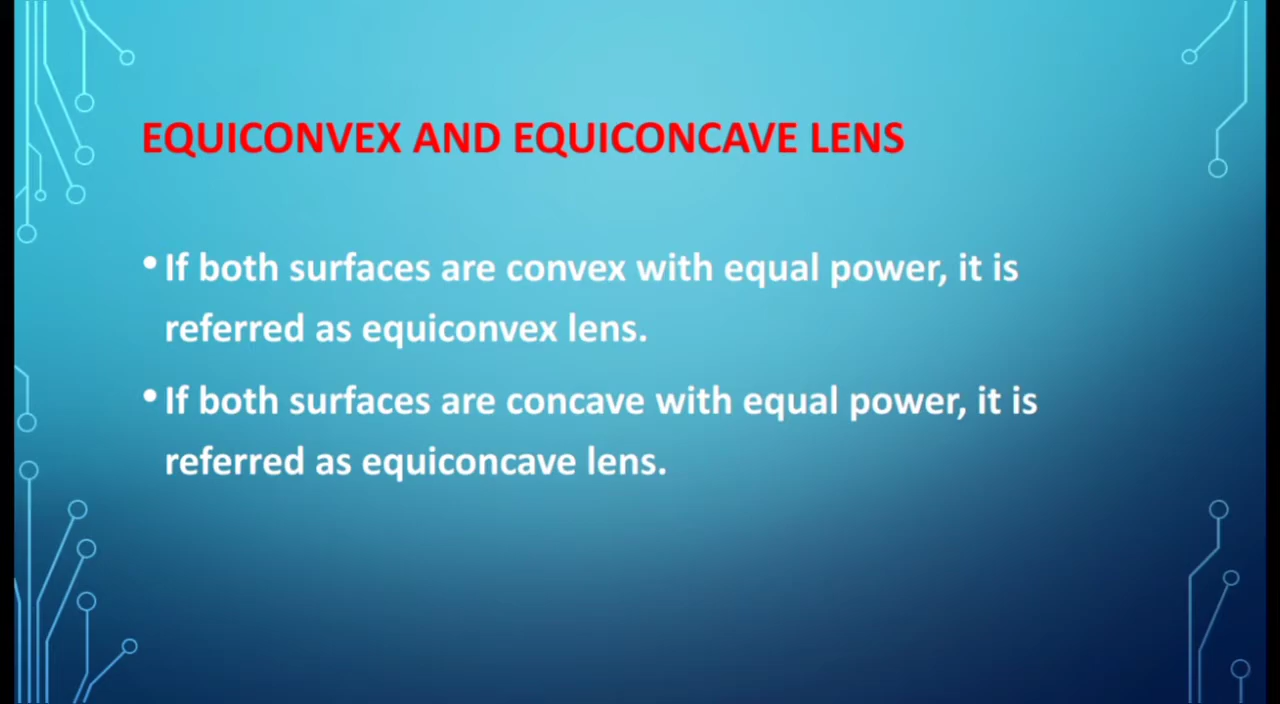 EQUICONVEX AND EQUICONCAVE LENS
• If both surfaces are convex with equal power, it is
referred as equiconvex lens.
• If both surfaces are concave with equal power, it is
referred as equiconcave lens.